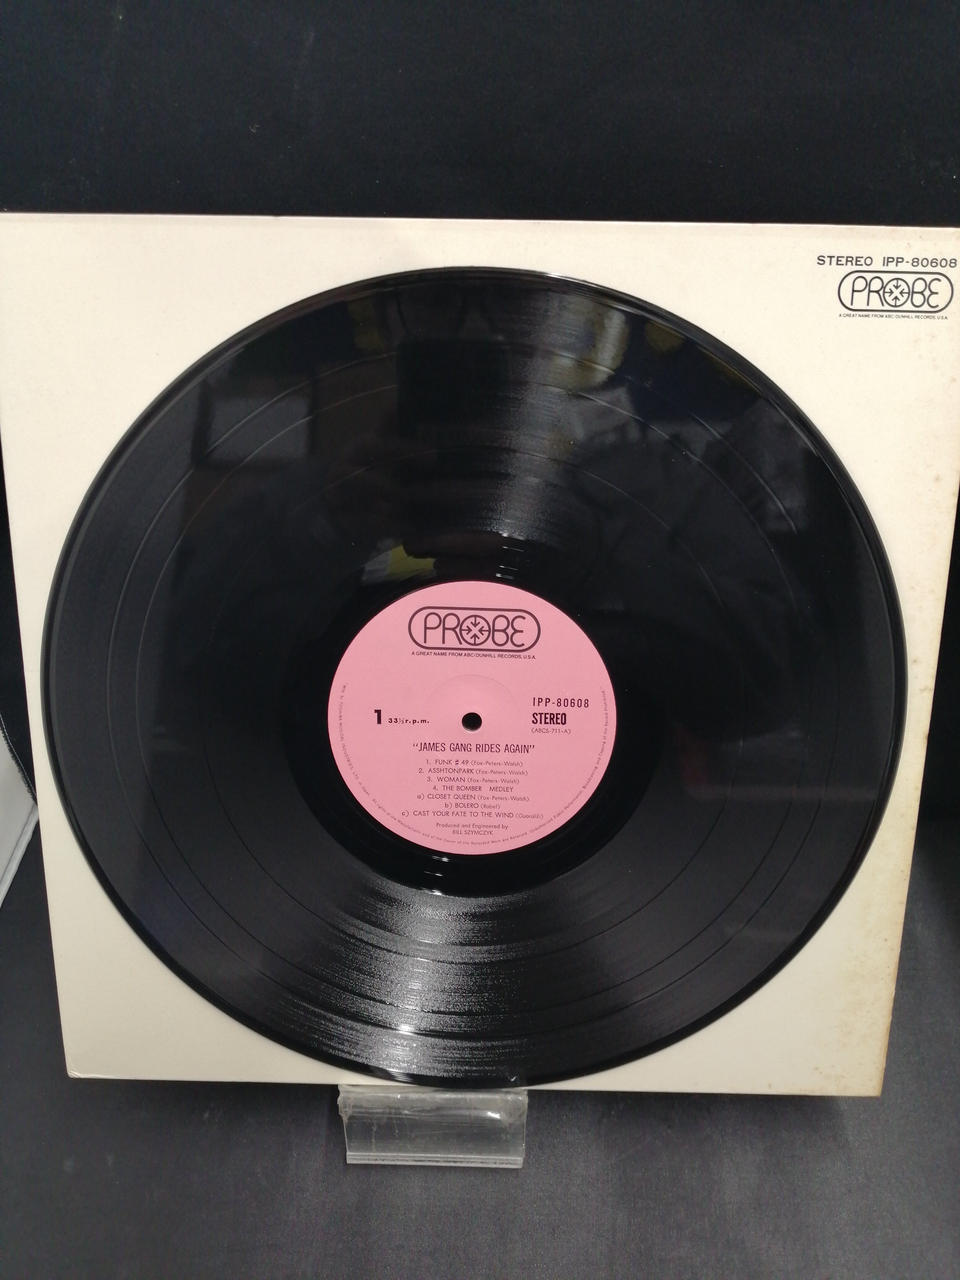 STEREO IPP-80608
PROBE
A GREAT NAME FROM ABC/DUNHILL RECORDS, U.S.A.
PROBE
A GREAT NAME FROM ABC/DUNHILL RECORDS, U.S.A.
IPP-80608
1 33⅓r.p.m. STEREO
(ABCS-711-A)
"JAMES GANG RIDES AGAIN"
1. FUNK #49 (Fox-Peters-Walsh)
2. ASSHTONPARK (Fox-Peters-Walsh)
3. WOMAN (Fox-Peters-Walsh)
4. THE BOMBER MEDLEY
a) CLOSET QUEEN (Fox-Peters-Walsh)
b) BOLERO (Rabel)
c) CAST YOUR FATE TO THE WIND (Guaraldi)
Produced and Engineered by
BILL SZYMCZYK